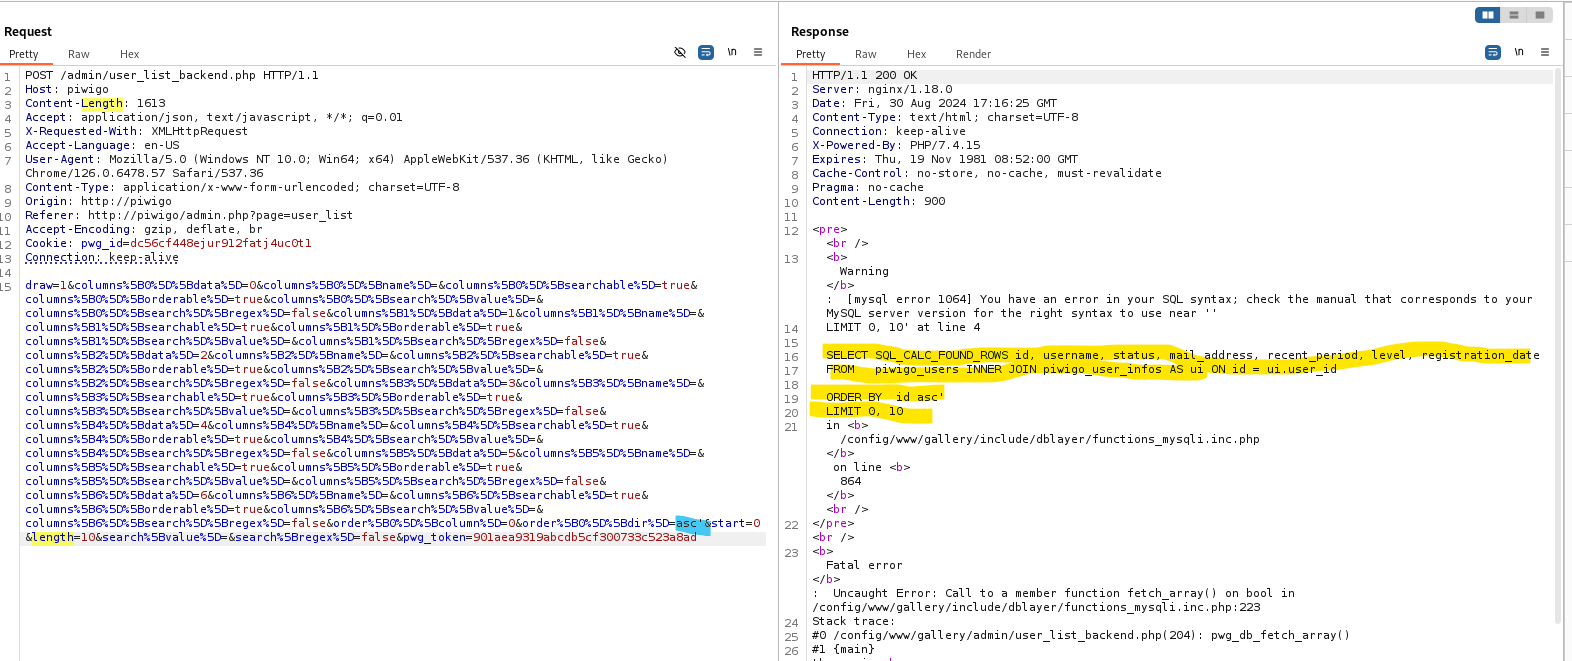 Request
Pretty Raw Hex
\n
1 POST /admin/user_list_backend.php HTTP/1.1
2 Host: piwigo
3 Content-Length: 1613
4 Accept: application/json, text/javascript, */*; q=0.01
5 X-Requested-With: XMLHttpRequest
6 Accept-Language: en-US
7 User-Agent: Mozilla/5.0 (Windows NT 10.0; Win64; x64) AppleWebKit/537.36 (KHTML, like Gecko)
Chrome/126.0.6478.57 Safari/537.36
8 Content-Type: application/x-www-form-urlencoded; charset=UTF-8
9 Origin: http://piwigo
10 Referer: http://piwigo/admin.php?page=user_list
11 Accept-Encoding: gzip, deflate, br
12 Cookie: pwg_id=dc56cf448ejur912fatj4uc0t1
13 Connection: keep-alive
14
15 draw=1&columns%5B0%5D%5Bdata%5D=0&columns%5B0%5D%5Bname%5D=&columns%5B0%5D%5Bsearchable%5D=true&
columns%5B0%5D%5Borderable%5D=true&columns%5B0%5D%5Bsearch%5D%5Bvalue%5D=&
columns%5B0%5D%5Bsearch%5D%5Bregex%5D=false&columns%5B1%5D%5Bdata%5D=1&columns%5B1%5D%5Bname%5D=&
columns%5B1%5D%5Bsearchable%5D=true&columns%5B1%5D%5Borderable%5D=true&
columns%5B1%5D%5Bsearch%5D%5Bvalue%5D=&columns%5B1%5D%5Bsearch%5D%5Bregex%5D=false&
columns%5B2%5D%5Bdata%5D=2&columns%5B2%5D%5Bname%5D=&columns%5B2%5D%5Bsearchable%5D=true&
columns%5B2%5D%5Borderable%5D=true&columns%5B2%5D%5Bsearch%5D%5Bvalue%5D=&
columns%5B2%5D%5Bsearch%5D%5Bregex%5D=false&columns%5B3%5D%5Bdata%5D=3&columns%5B3%5D%5Bname%5D=&
columns%5B3%5D%5Bsearchable%5D=true&columns%5B3%5D%5Borderable%5D=true&
columns%5B3%5D%5Bsearch%5D%5Bvalue%5D=&columns%5B3%5D%5Bsearch%5D%5Bregex%5D=false&
columns%5B4%5D%5Bdata%5D=4&columns%5B4%5D%5Bname%5D=&columns%5B4%5D%5Bsearchable%5D=true&
columns%5B4%5D%5Borderable%5D=true&columns%5B4%5D%5Bsearch%5D%5Bvalue%5D=&
columns%5B4%5D%5Bsearch%5D%5Bregex%5D=false&columns%5B5%5D%5Bdata%5D=5&columns%5B5%5D%5Bname%5D=&
columns%5B5%5D%5Bsearchable%5D=true&columns%5B5%5D%5Borderable%5D=true&
columns%5B5%5D%5Bsearch%5D%5Bvalue%5D=&columns%5B5%5D%5Bsearch%5D%5Bregex%5D=false&
columns%5B6%5D%5Bdata%5D=6&columns%5B6%5D%5Bname%5D=&columns%5B6%5D%5Bsearchable%5D=true&
columns%5B6%5D%5Borderable%5D=true&columns%5B6%5D%5Bsearch%5D%5Bvalue%5D=&
columns%5B6%5D%5Bsearch%5D%5Bregex%5D=false&order%5B0%5D%5Bcolumn%5D=0&order%5B0%5D%5Bdir%5D=asc'&start=0
&length=10&search%5Bvalue%5D=&search%5Bregex%5D=false&pwg_token=901aea9319abcdb5cf300733c523a8ad
Response
Pretty Raw Hex Render
\n
1 HTTP/1.1 200 OK
2 Server: nginx/1.18.0
3 Date: Fri, 30 Aug 2024 17:16:25 GMT
4 Content-Type: text/html; charset=UTF-8
5 Connection: keep-alive
6 X-Powered-By: PHP/7.4.15
7 Expires: Thu, 19 Nov 1981 08:52:00 GMT
8 Cache-Control: no-store, no-cache, must-revalidate
9 Pragma: no-cache
10 Content-Length: 900
11
12 <pre>
<br />
13 <b>
Warning
</b>
: [mysql error 1064] You have an error in your SQL syntax; check the manual that corresponds to your
MySQL server version for the right syntax to use near ''
14 LIMIT 0, 10' at line 4
15
16 SELECT SQL_CALC_FOUND_ROWS id, username, status, mail_address, recent_period, level, registration_date
17 FROM piwigo_users INNER JOIN piwigo_user_infos AS ui ON id = ui.user_id
18
19 ORDER BY id asc'
20 LIMIT 0, 10
21 in <b>
/config/www/gallery/include/dblayer/functions_mysqli.inc.php
</b>
on line <b>
864
</b>
<br />
22 </pre>
<br />
23 <b>
Fatal error
</b>
: Uncaught Error: Call to a member function fetch_array() on bool in
/config/www/gallery/include/dblayer/functions_mysqli.inc.php:223
24 Stack trace:
25 #0 /config/www/gallery/admin/user_list_backend.php(204): pwg_db_fetch_array()
26 #1 {main}